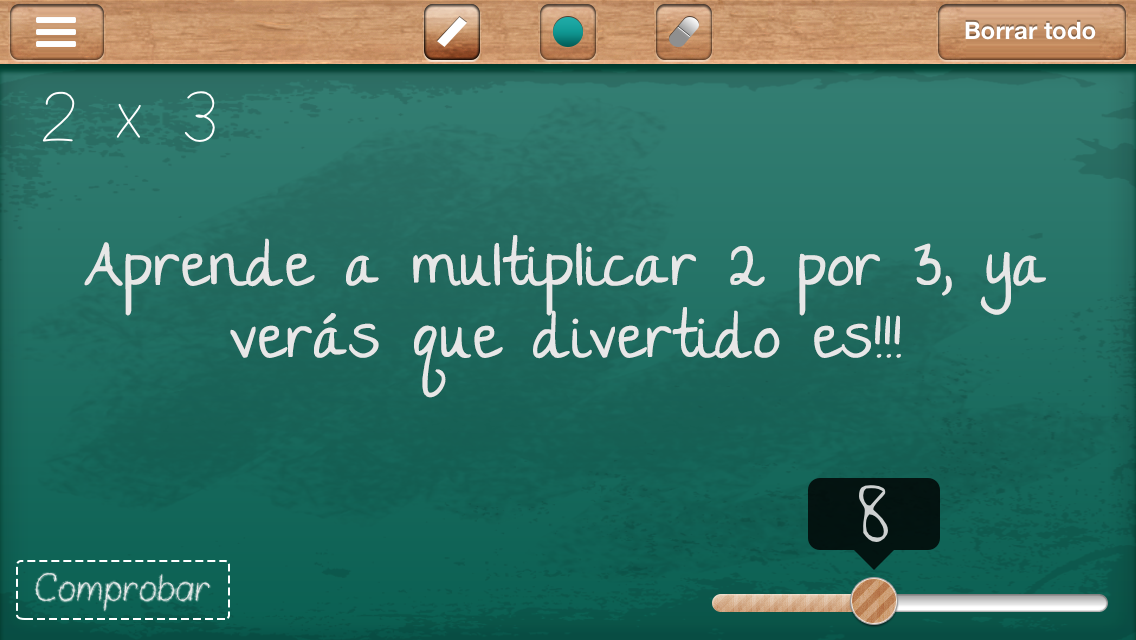 Borrar todo
2 x 3
Aprende a multiplicar 2 por 3, ya
verás que divertido es!!!
8
Comprobar